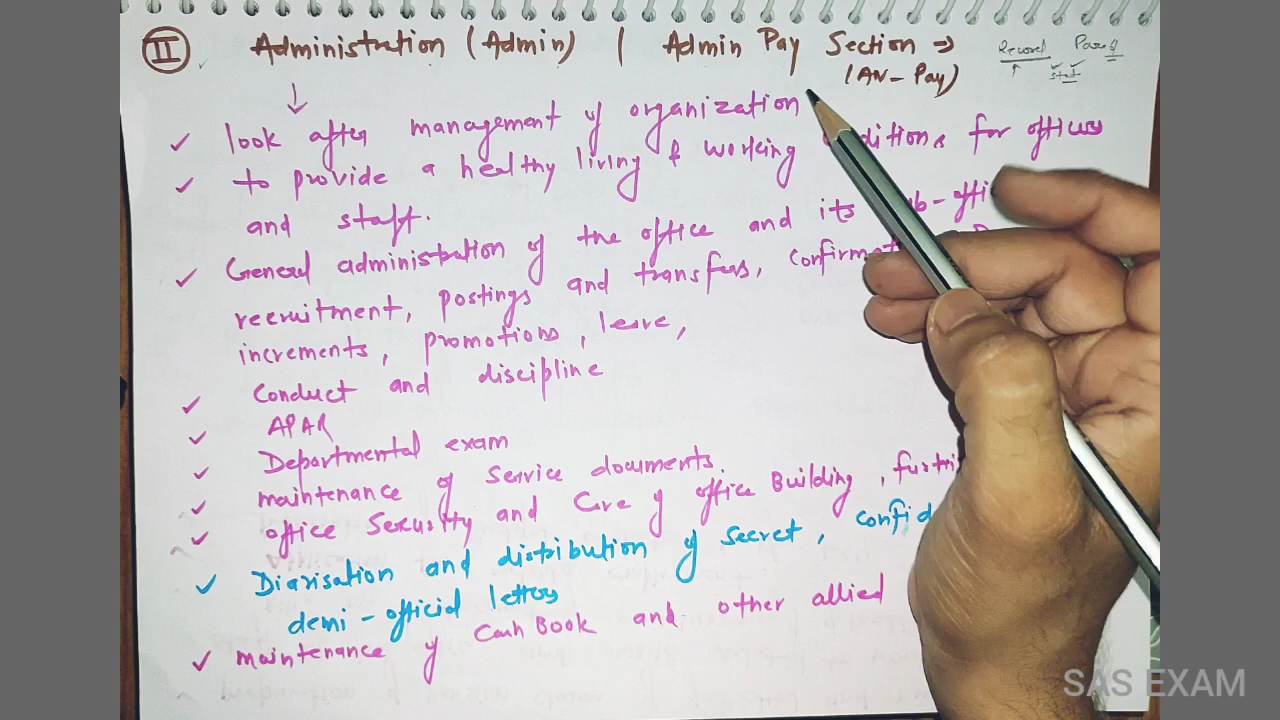 II Administration (Admin) | Admin Pay Section ⇒
(AN-Pay)
Record Pay
Staff
look after management of organization
to provide a healthy living & working conditions for officers
and staff.
General administration of the office and its sub-offi
recruitment, postings and transfers, confirmat
increments, promotions, leave,
Conduct and discipline
APAR
Departmental exam
maintenance of service documents.
office Security and Care of office Building, furni
Diarisation and distribution of secret, confid
demi-official letters
maintenance of Cash Book and other allied
SAS EXAM